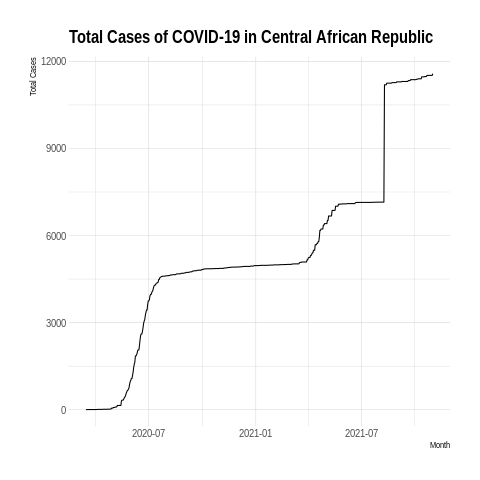 Total Cases of COVID-19 in Central African Republic
Total Cases
12000
9000
6000
3000
0
2020-07
2021-01
2021-07
Month